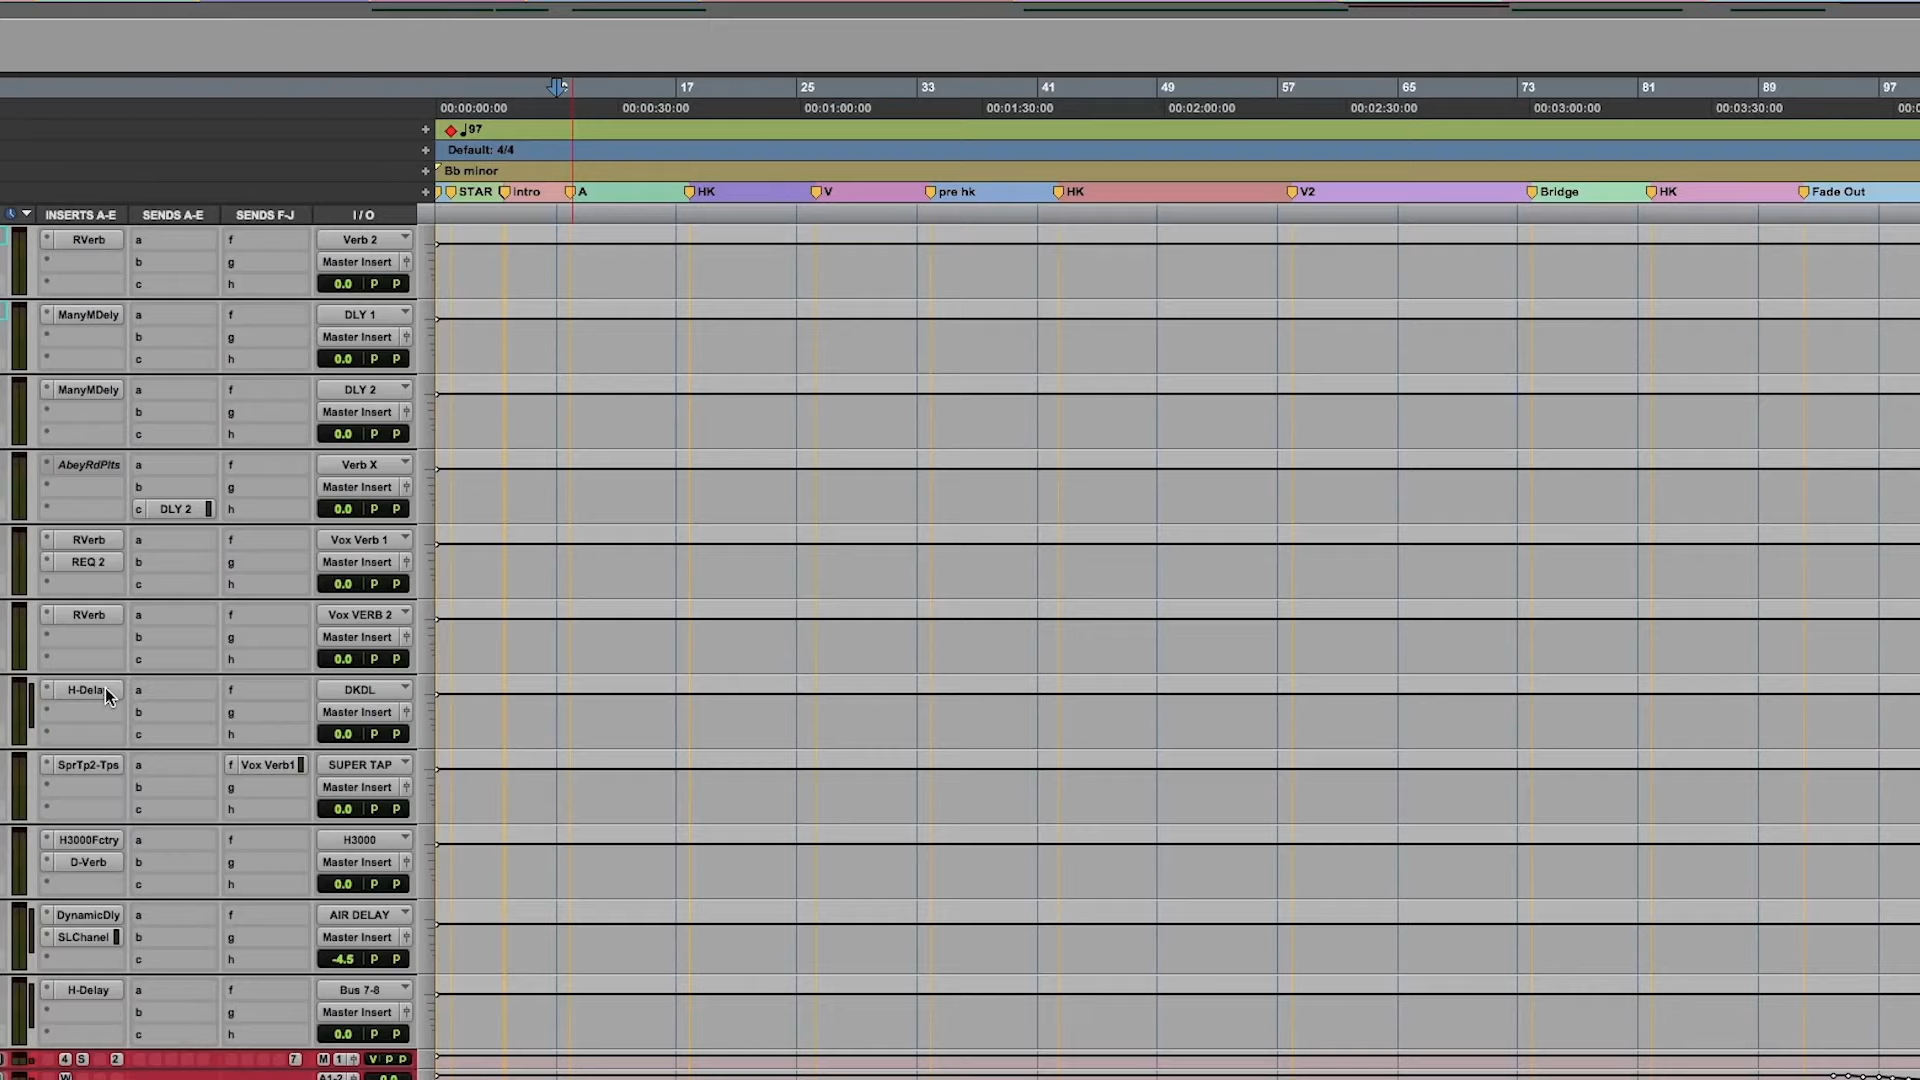 17 25 33 41 49 57 65 73 81 89 97
00:00:00:00 00:00:30:00 00:01:00:00 00:01:30:00 00:02:00:00 00:02:30:00 00:03:00:00 00:03:30:00
+ ♩97
+ Default: 4/4
+ Bb minor
+ STAR Intro A HK V pre hk HK V2 Bridge HK Fade Out
INSERTS A-E SENDS A-E SENDS F-J I / O
RVerb a f Verb 2
b g Master Insert
c h 0.0 P P
ManyMDely a f DLY 1
b g Master Insert
c h 0.0 P P
ManyMDely a f DLY 2
b g Master Insert
c h 0.0 P P
AbeyRdPlts a f Verb X
b g Master Insert
c DLY 2 h 0.0 P P
RVerb a f Vox Verb 1
REQ 2 b g Master Insert
c h 0.0 P P
RVerb a f Vox VERB 2
b g Master Insert
c h 0.0 P P
H-Delay a f DKDL
b g Master Insert
c h 0.0 P P
SprTp2-Tps a f Vox Verb1 SUPER TAP
b g Master Insert
c h 0.0 P P
H3000Fctry a f H3000
D-Verb b g Master Insert
c h 0.0 P P
DynamicDly a f AIR DELAY
SLChanel b g Master Insert
c h -4.5 P P
H-Delay a f Bus 7-8
b g Master Insert
c h 0.0 P P
4 S 2 7 M 1 V P P